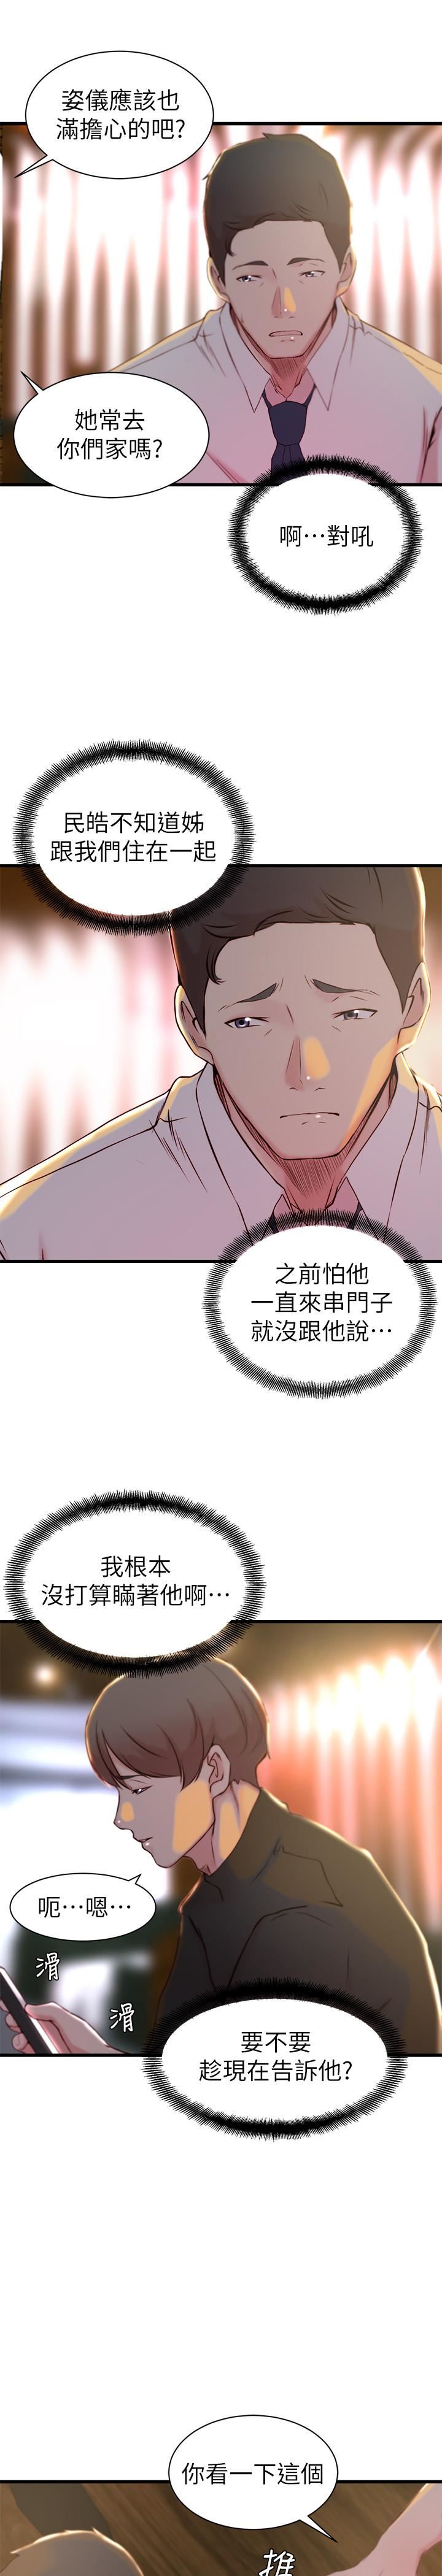 姿儀應該也
滿擔心的吧?
她常去
你們家嗎?
啊⋯對吼
民皓不知道姊
跟我們住在一起
之前怕他
一直來串門子
就沒跟他說⋯
我根本
沒打算瞞著他啊⋯
呃⋯嗯⋯
滑
滑
要不要
趁現在告訴他?
你看一下這個
推